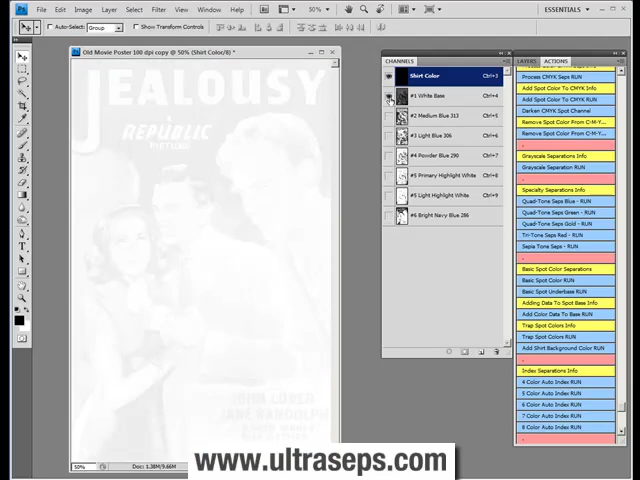 File Edit Image Layer Select Filter Analysis View Window Help
50%
ESSENTIALS
Auto-Select:
Group
Show Transform Controls
Old Movie Poster 100 dpi copy @ 50% (Shirt Color/8) *
JEALOUSY
REPUBLIC
PICTURE
JOHN LODER
JANE RANDOLPH
50%
Doc: 1.38M/9.66M
CHANNELS
Shirt Color Ctrl+3
#1 White Base Ctrl+4
#2 Medium Blue 313 Ctrl+5
#3 Light Blue 306 Ctrl+6
#4 Powder Blue 290 Ctrl+7
#5 Primary Highlight White Ctrl+8
#5 Light Highlight White Ctrl+9
#6 Bright Navy Blue 286
LAYERS ACTIONS
Process CMYK Seps RUN
Add Spot Color To CMYK Info
Add Spot Color To CMYK RUN
Darken CMYK Spot Channel
Remove Spot Color From C-M-Y...
Remove Spot Color From C-M-Y...
Grayscale Separations Info
Grayscale Separation RUN
Specialty Separations Info
Quad-Tone Seps Blue - RUN
Quad-Tone Seps Green - RUN
Quad-Tone Seps Gold - RUN
Tri-Tone Seps Red - RUN
Sepia Tone Seps - RUN
Basic Spot Color Separations
Basic Spot Color RUN
Basic Spot Underbase RUN
Adding Data To Spot Base Info
Add Color Data To Base RUN
Trap Spot Colors Info
Trap Spot Colors RUN
Add Shirt Background Color RUN
Index Separations Info
4 Color Auto Index RUN
5 Color Auto Index RUN
6 Color Auto Index RUN
7 Color Auto Index RUN
8 Color Auto Index RUN
www.ultraseps.com